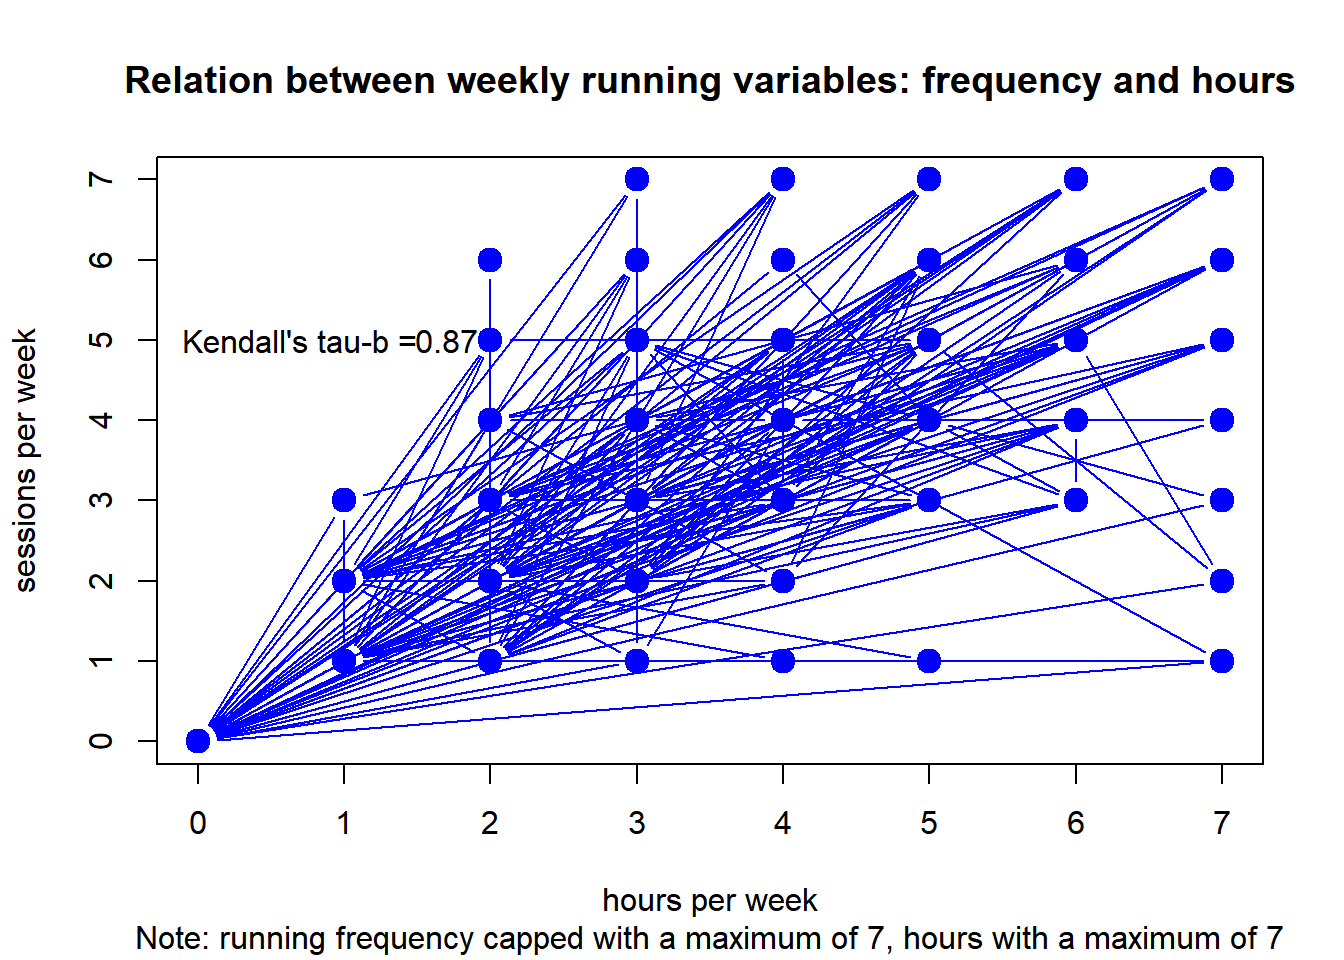 Relation between weekly running variables: frequency and hours
sessions per week
7
6
5
4
3
2
1
0
Kendall's tau-b =0.87
0 1 2 3 4 5 6 7
hours per week
Note: running frequency capped with a maximum of 7, hours with a maximum of 7